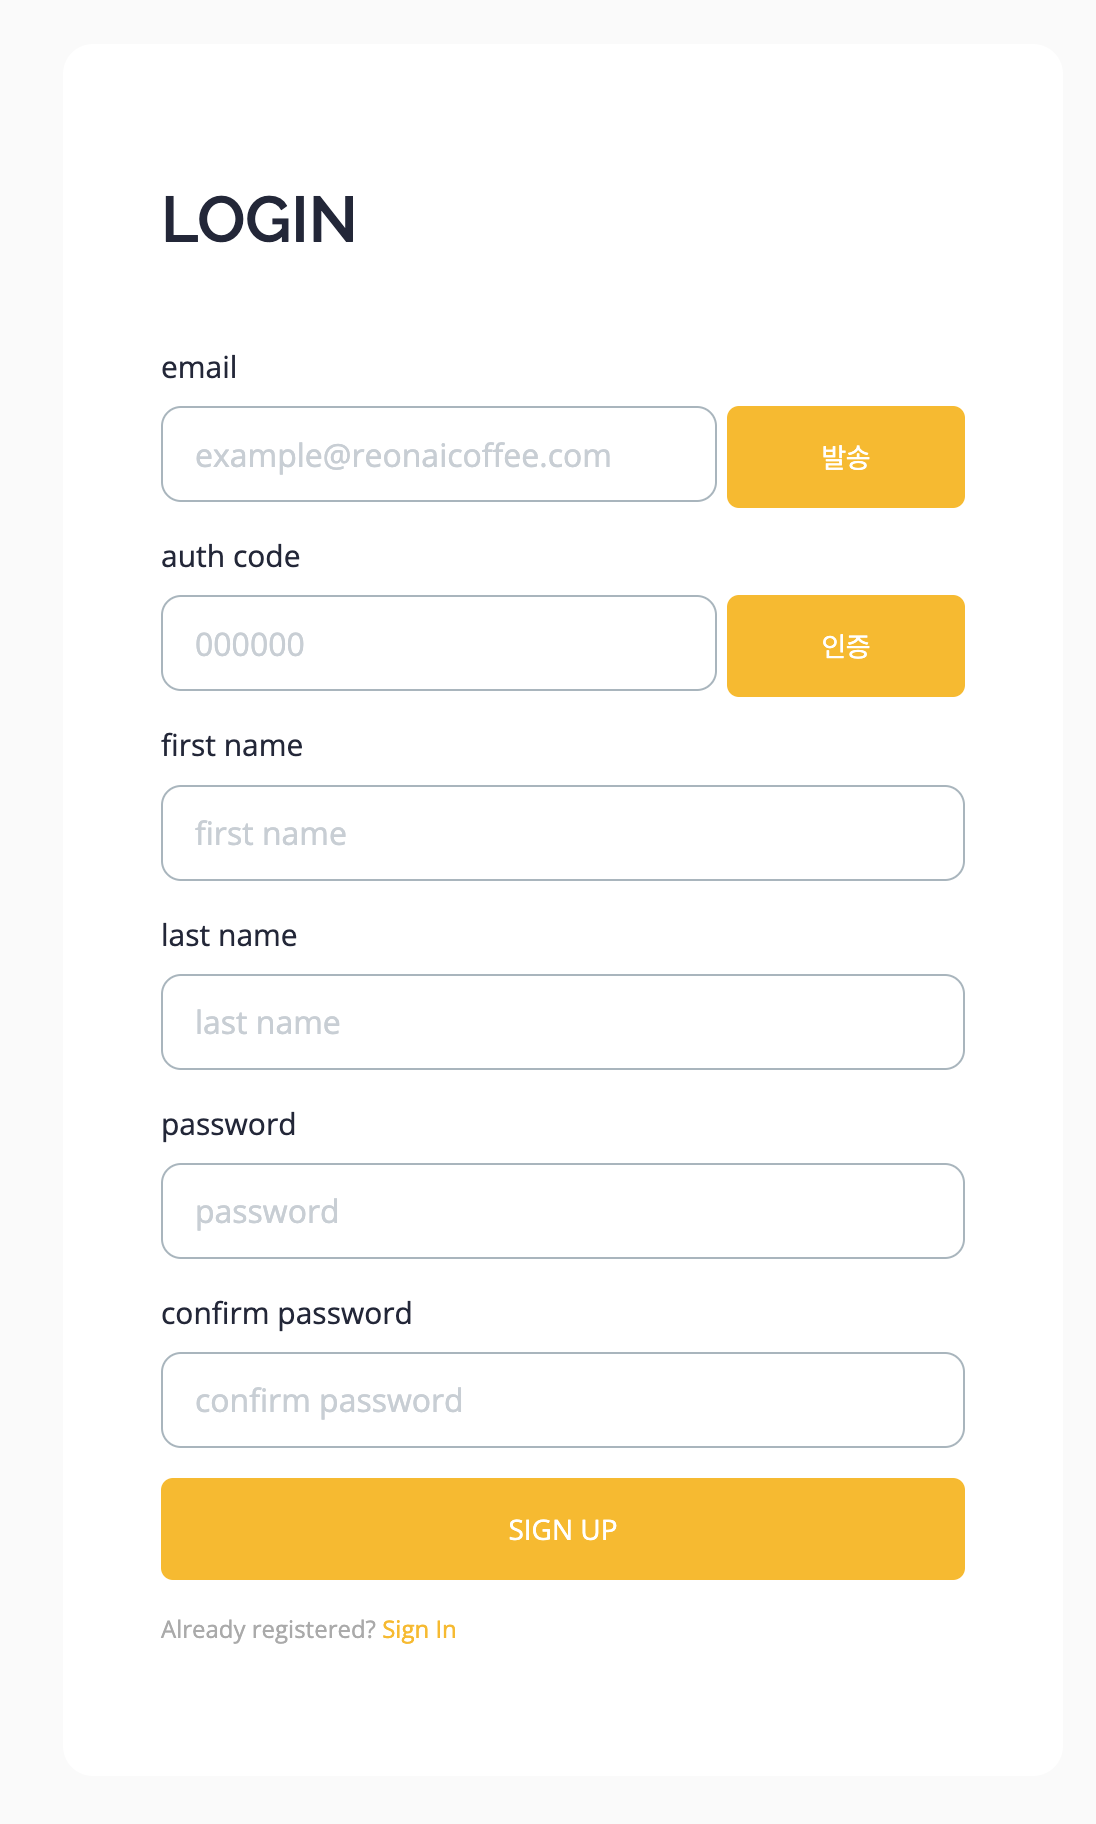 LOGIN
email
example@reonaicoffee.com
발송
auth code
000000
인증
first name
first name
last name
last name
password
password
confirm password
confirm password
SIGN UP
Already registered? Sign In